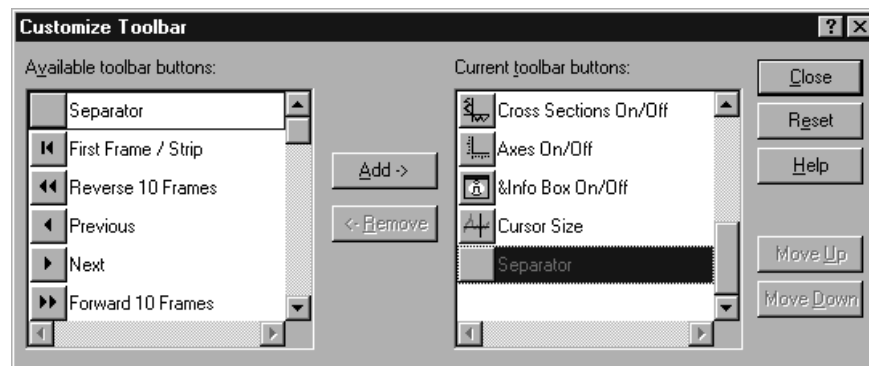 Customize Toolbar
Available toolbar buttons:
Separator
First Frame / Strip
Reverse 10 Frames
Previous
Next
Forward 10 Frames
Add ->
<- Remove
Current toolbar buttons:
Cross Sections On/Off
Axes On/Off
&Info Box On/Off
Cursor Size
Separator
Close
Reset
Help
Move Up
Move Down